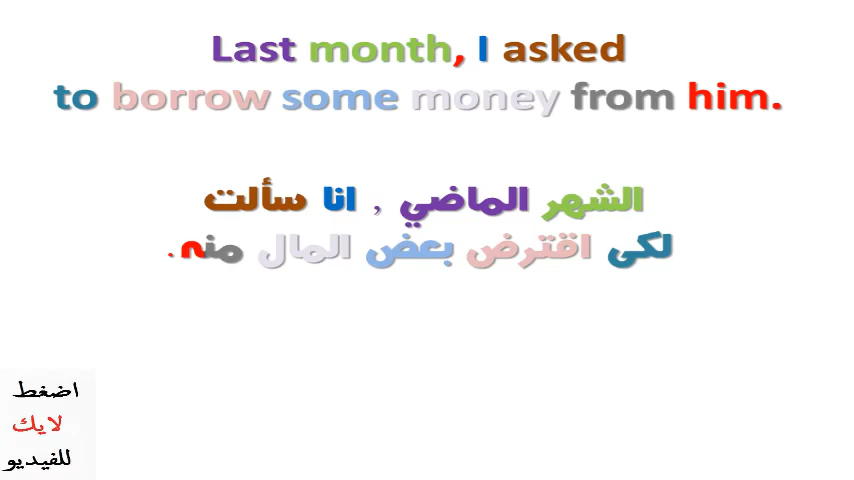 Last month, I asked
to borrow some money from him.
الشهر الماضي , انا سألت
لكى اقترض بعض المال منه .
اضغط
لايك
للفيديو